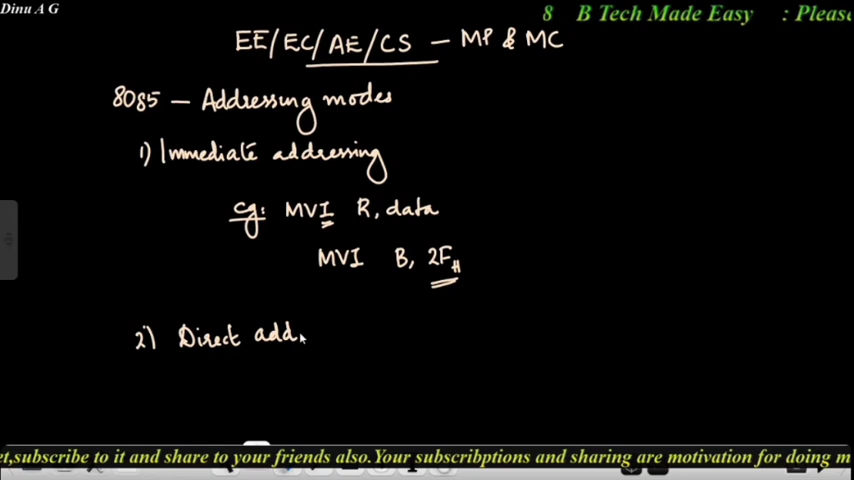 Dinu A G
8 B Tech Made Easy : Please
EE/EC/AE/CS - MP & MC
8085 - Addressing modes
1) Immediate addressing
eg: MVI R, data
MVI B, 2FH
2) Direct add
et,subscribe to it and share to your friends also.Your subscribptions and sharing are motivation for doing m